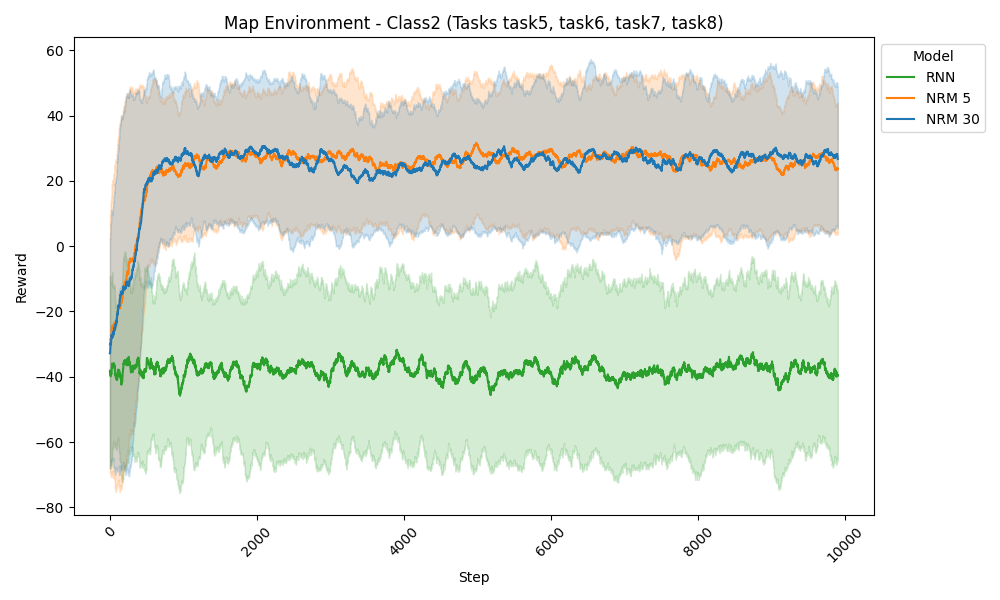 Map Environment - Class2 (Tasks task5, task6, task7, task8)
Model
RNN
NRM 5
NRM 30
Reward
60
40
20
0
−20
−40
−60
−80
0
2000
4000
6000
8000
10000
Step